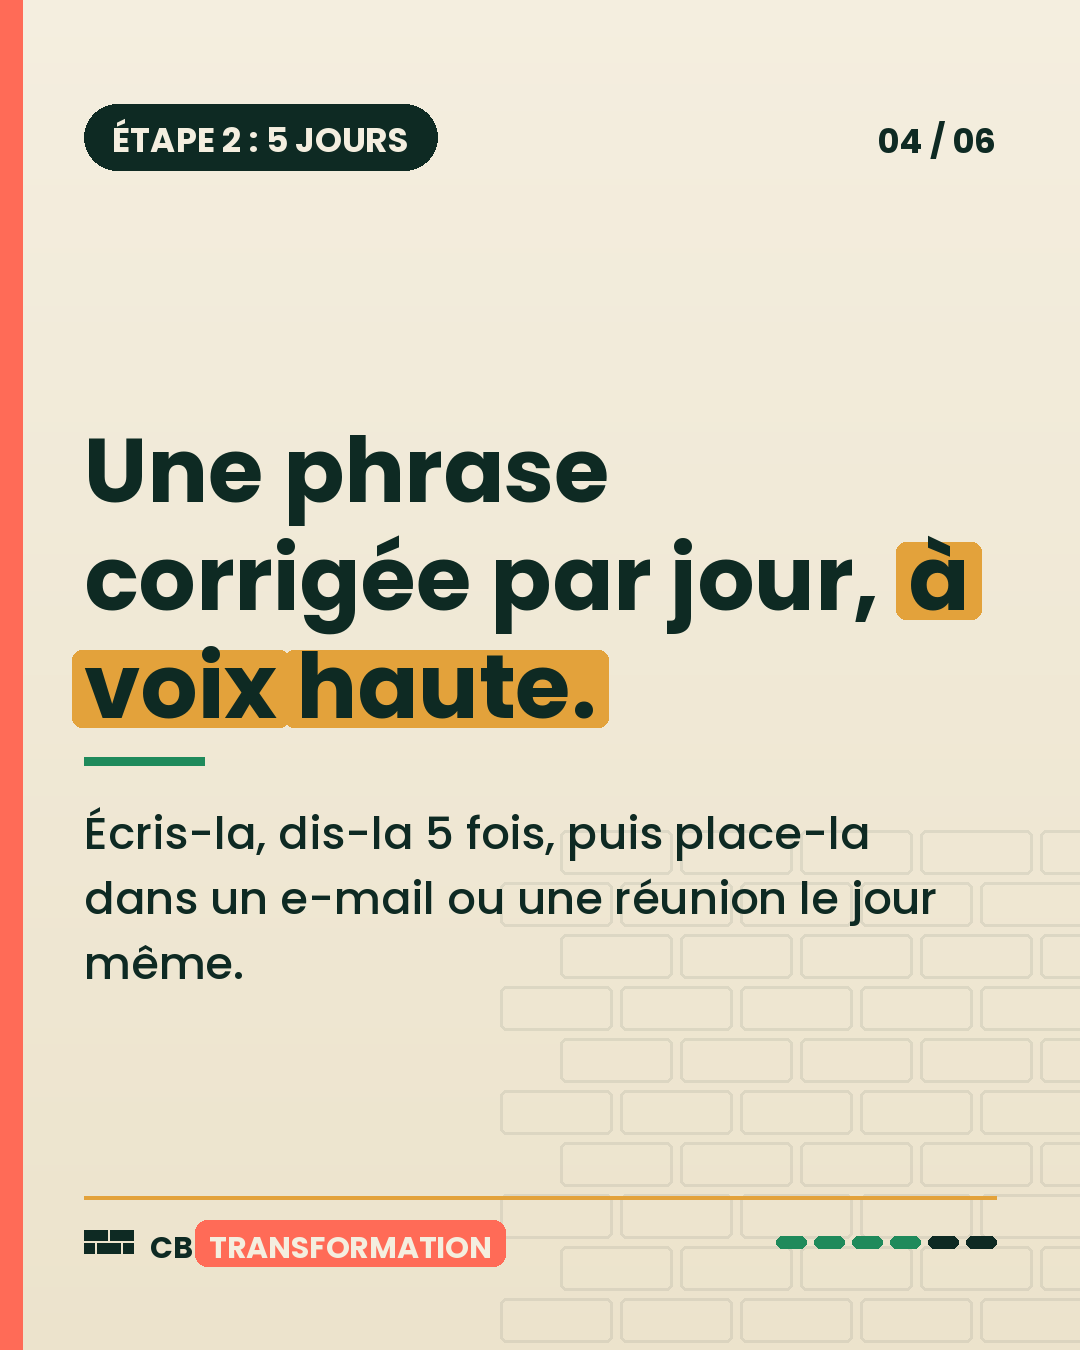 ÉTAPE 2 : 5 JOURS
04 / 06
Une phrase
corrigée par jour, à
voix haute.
Écris-la, dis-la 5 fois, puis place-la
dans un e-mail ou une réunion le jour
même.
CB TRANSFORMATION